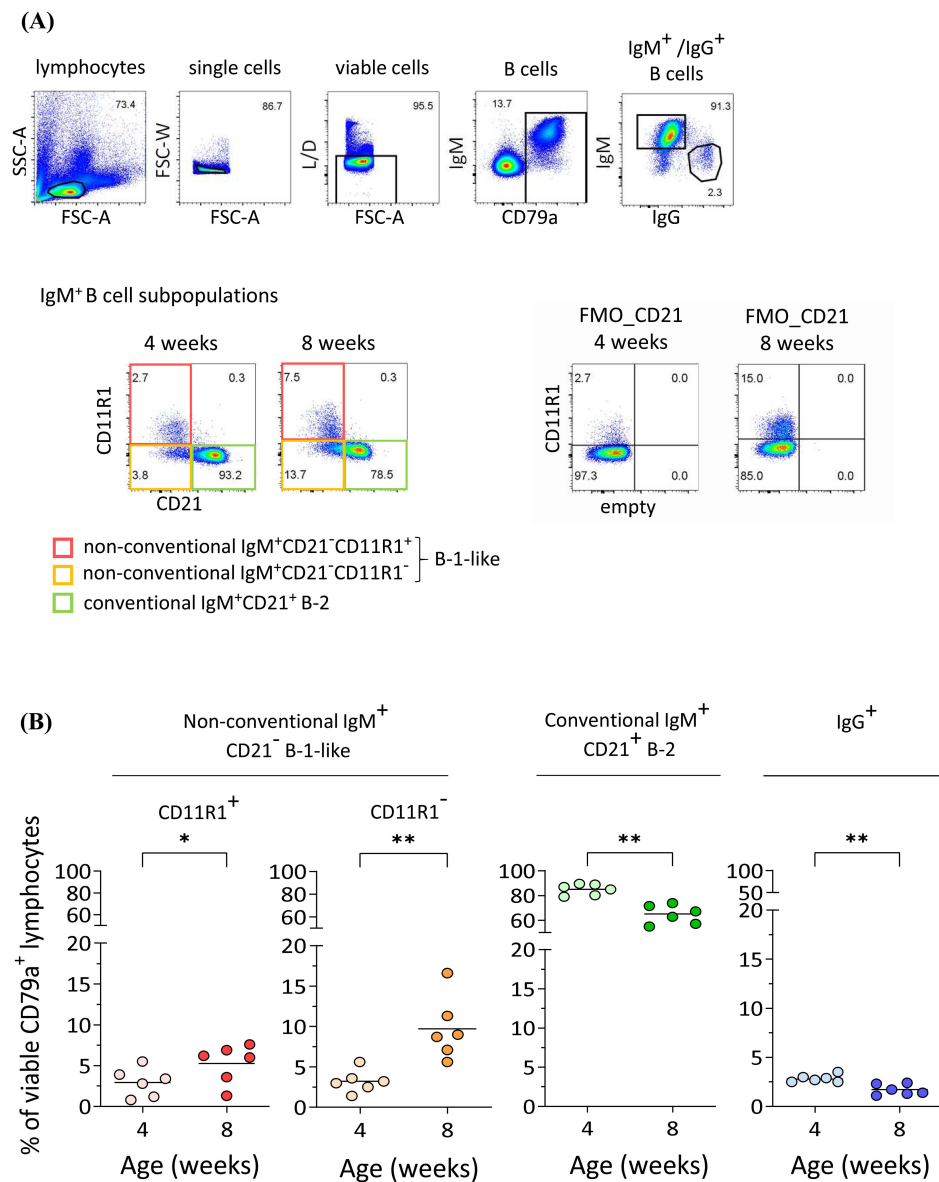 (A)
lymphocytes
single cells
viable cells
B cells
IgM+ /IgG+
B cells
73.4
86.7
95.5
13.7
91.3
2.3
SSC-A
FSC-W
L/D
IgM
IgM
FSC-A
FSC-A
FSC-A
CD79a
IgG
IgM+ B cell subpopulations
4 weeks
8 weeks
FMO_CD21
4 weeks
FMO_CD21
8 weeks
2.7
0.3
7.5
0.3
2.7
0.0
15.0
0.0
CD11R1
CD11R1
3.8
93.2
13.7
78.5
97.3
0.0
85.0
0.0
CD21
empty
non-conventional IgM+CD21-CD11R1+
non-conventional IgM+CD21-CD11R1-
B-1-like
conventional IgM+CD21+ B-2
(B)
Non-conventional IgM+
CD21- B-1-like
Conventional IgM+
CD21+ B-2
IgG+
CD11R1+
CD11R1-
*
**
**
**
% of viable CD79a+ lymphocytes
100
80
60
20
15
10
5
0
4
8
Age (weeks)
100
80
60
20
15
10
5
0
4
8
Age (weeks)
100
80
60
20
15
10
5
0
4
8
Age (weeks)
100
50
20
15
10
5
0
4
8
Age (weeks)